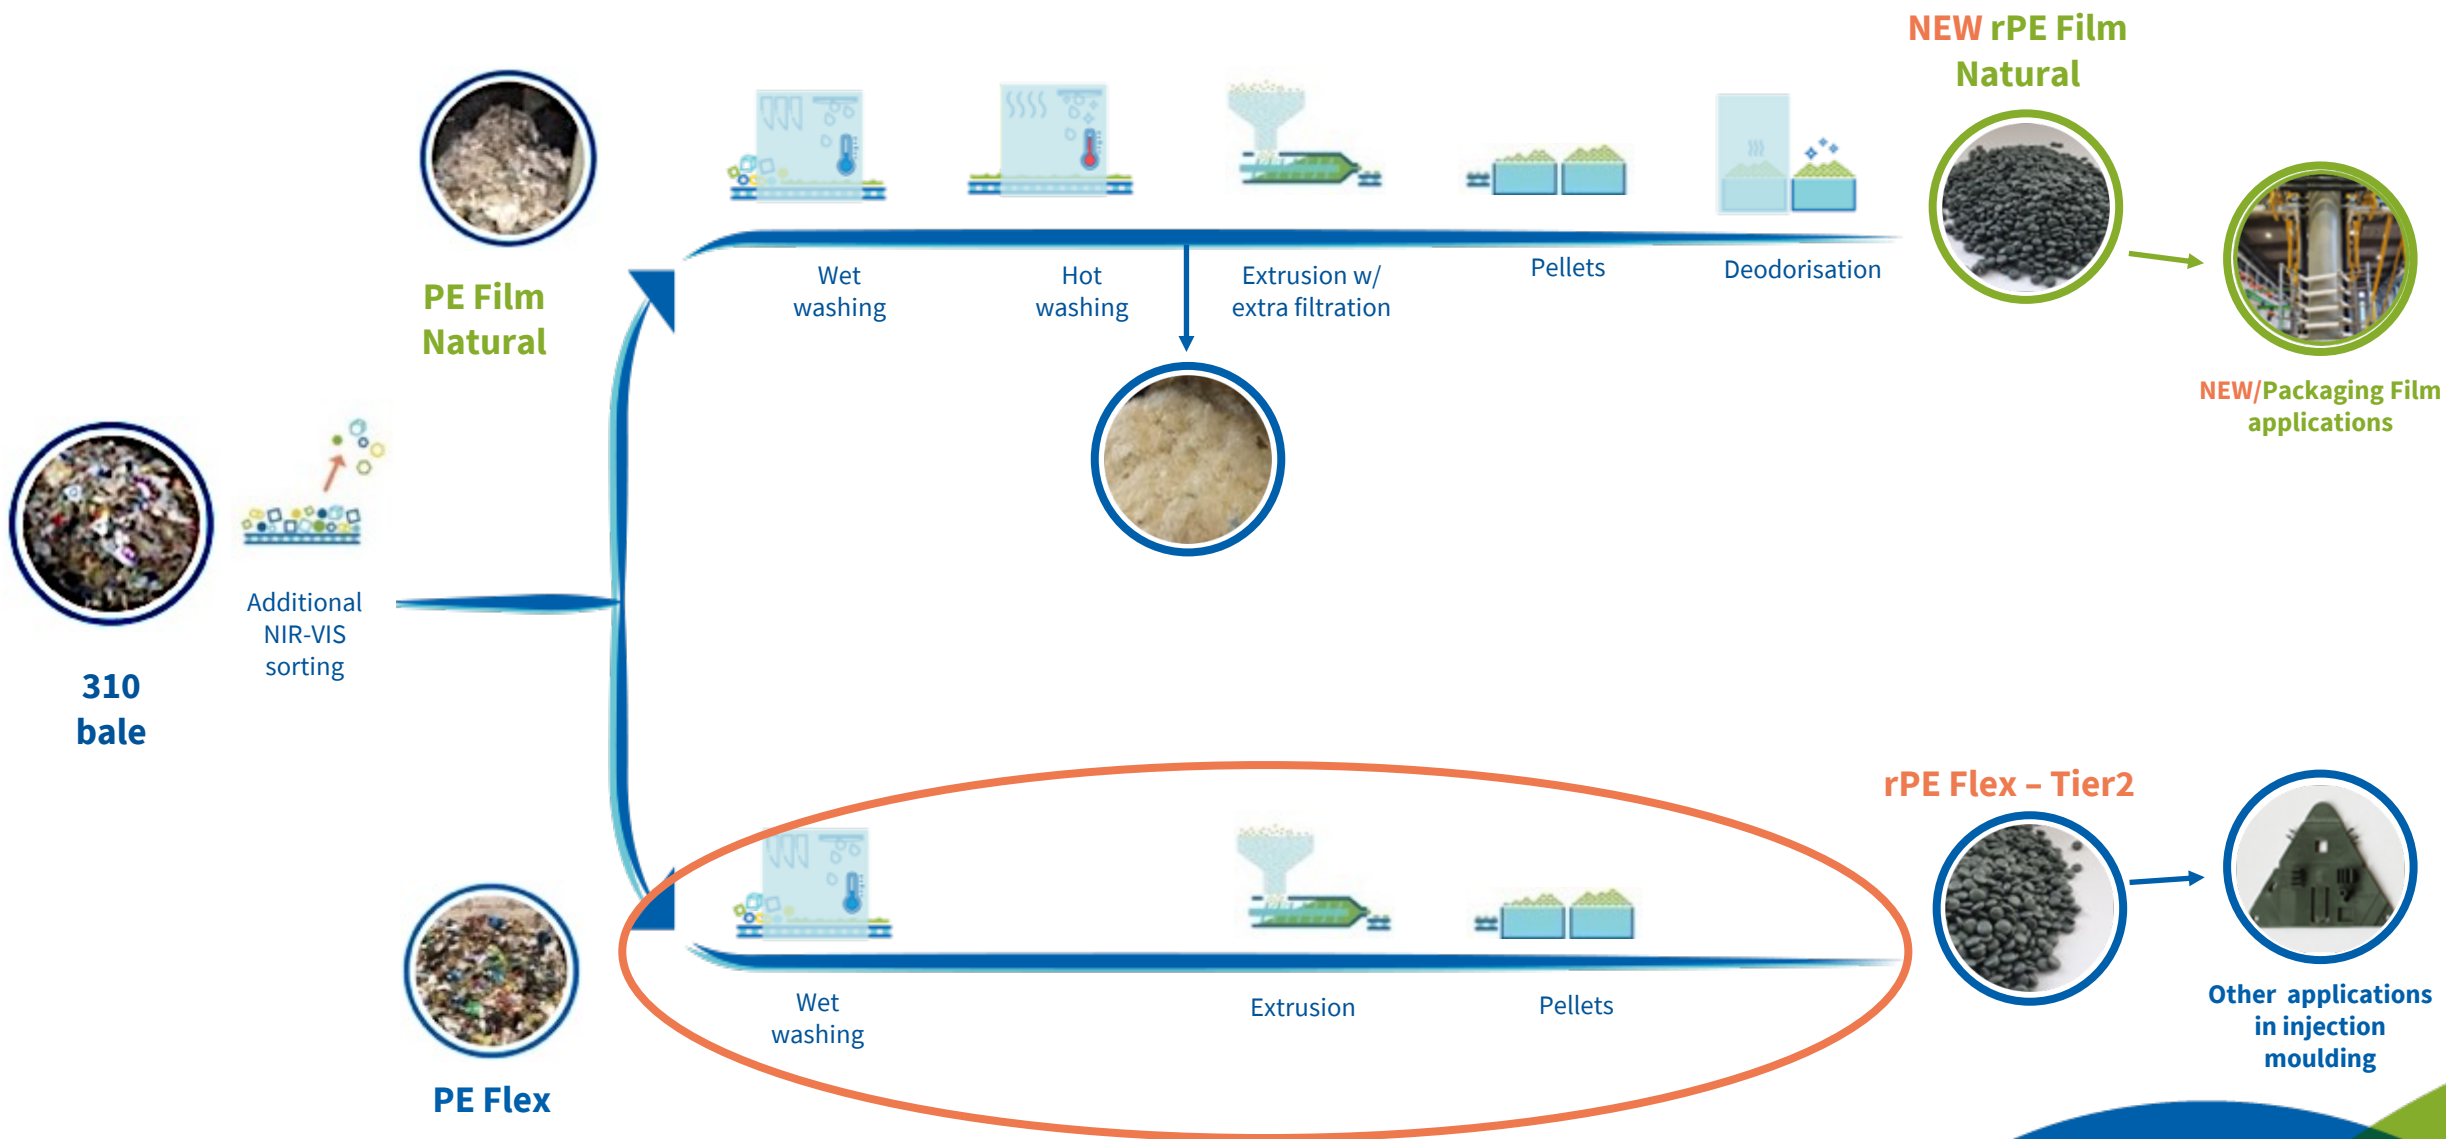 NEW rPE Film
Natural
PE Film
Natural
Wet
washing
Hot
washing
Extrusion w/
extra filtration
Pellets
Deodorisation
NEW/Packaging Film
applications
310
bale
Additional
NIR-VIS
sorting
PE Flex
Wet
washing
Extrusion
Pellets
rPE Flex – Tier2
Other applications
in injection
moulding